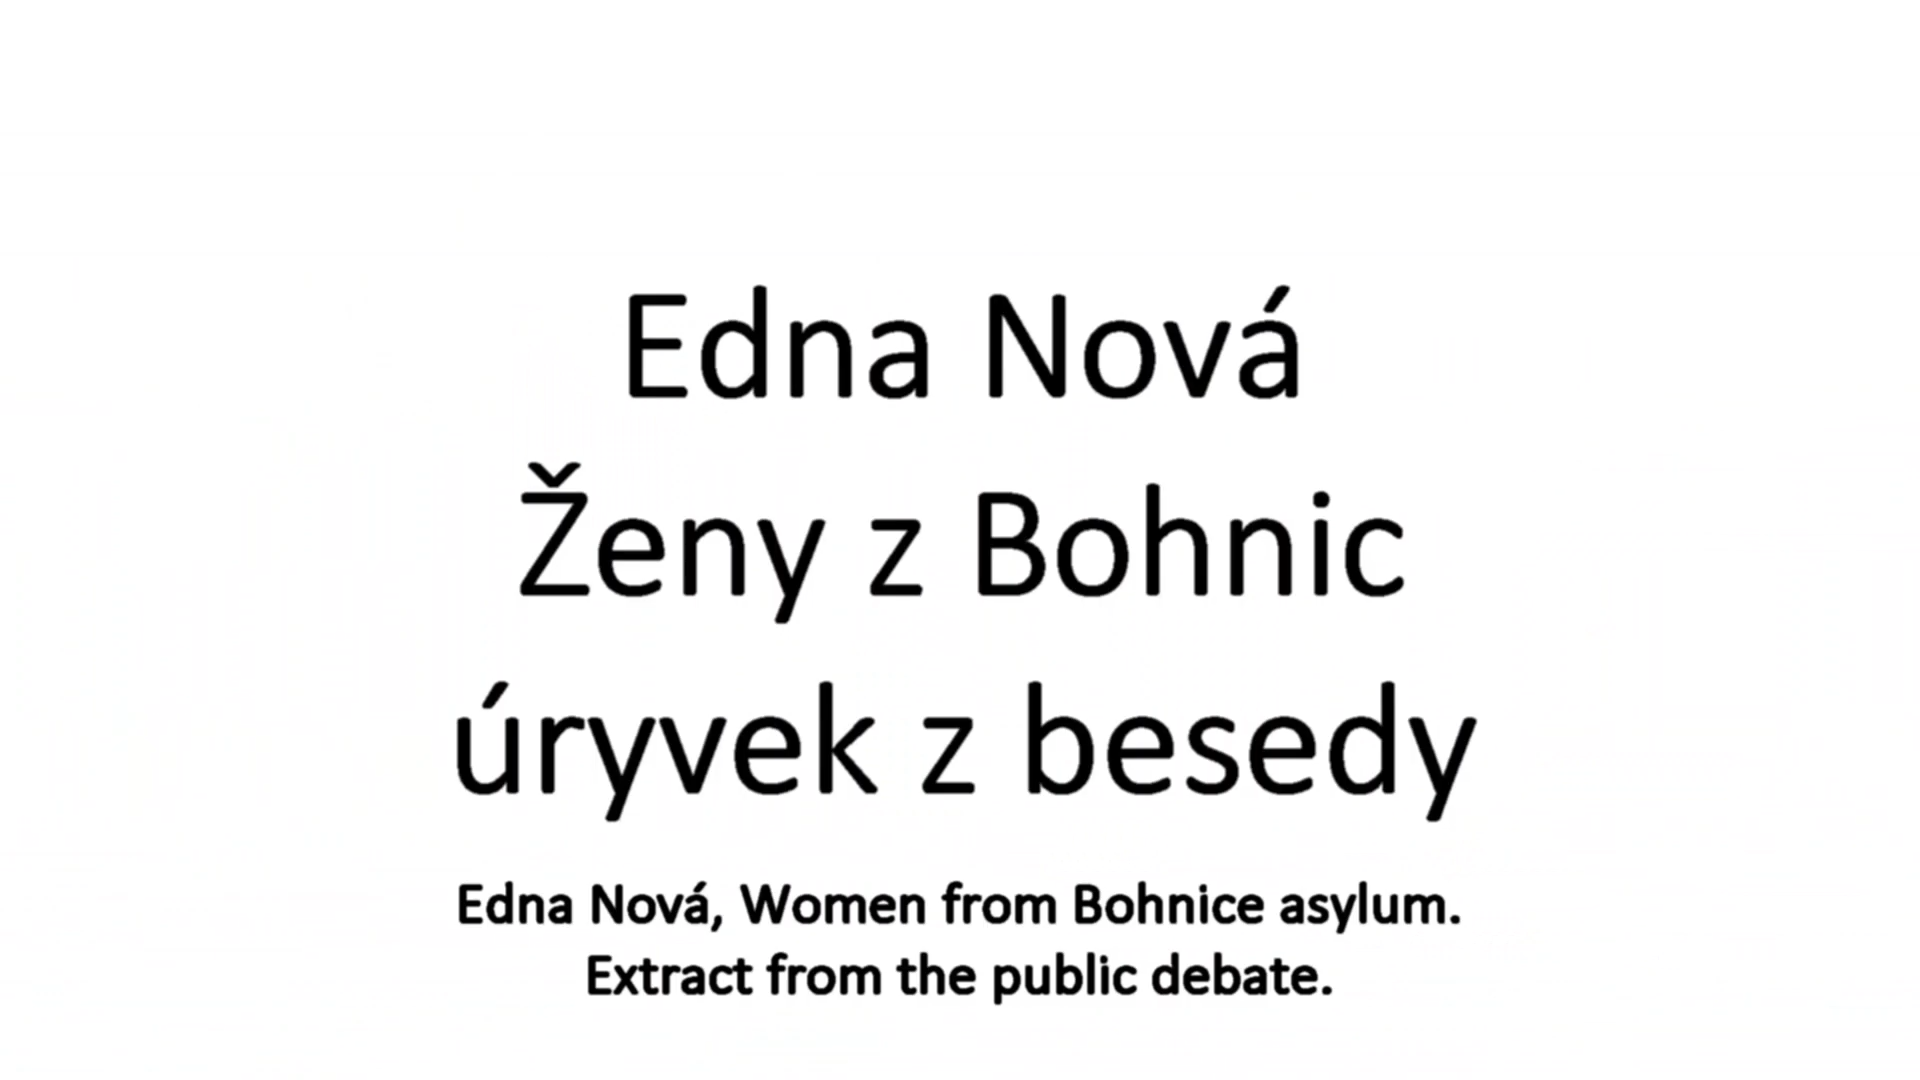 Edna Nová
Ženy z Bohnic
úryvek z besedy
Edna Nová, Women from Bohnice asylum.
Extract from the public debate.